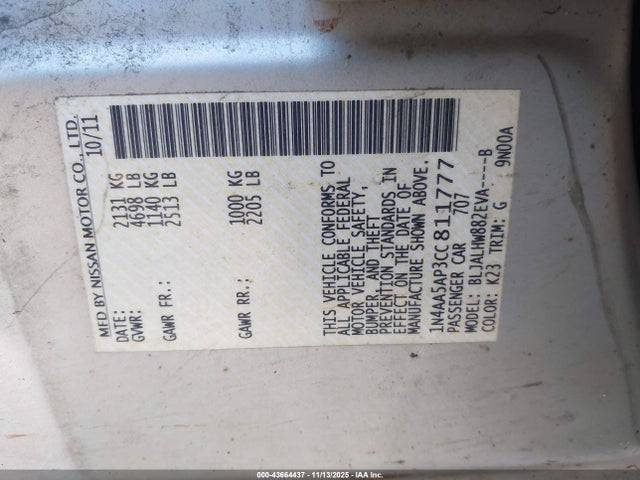 MFD BY NISSAN MOTOR CO., LTD.
DATE: 10/11
GVWR: 2131 KG
4698 LB
GAWR FR.: 1140 KG
2513 LB
GAWR RR.: 1000 KG
2205 LB
THIS VEHICLE CONFORMS TO
ALL APPLICABLE FEDERAL
MOTOR VEHICLE SAFETY,
BUMPER, AND THEFT
PREVENTION STANDARDS IN
EFFECT ON THE DATE OF
MANUFACTURE SHOWN ABOVE.
1N4AA5AP3CC811777
PASSENGER CAR 707
MODEL: BLJALHW882EVA----B
COLOR: K23 TRIM: G 9N00A
000-43664437 - 11/13/2025 - IAA Inc.